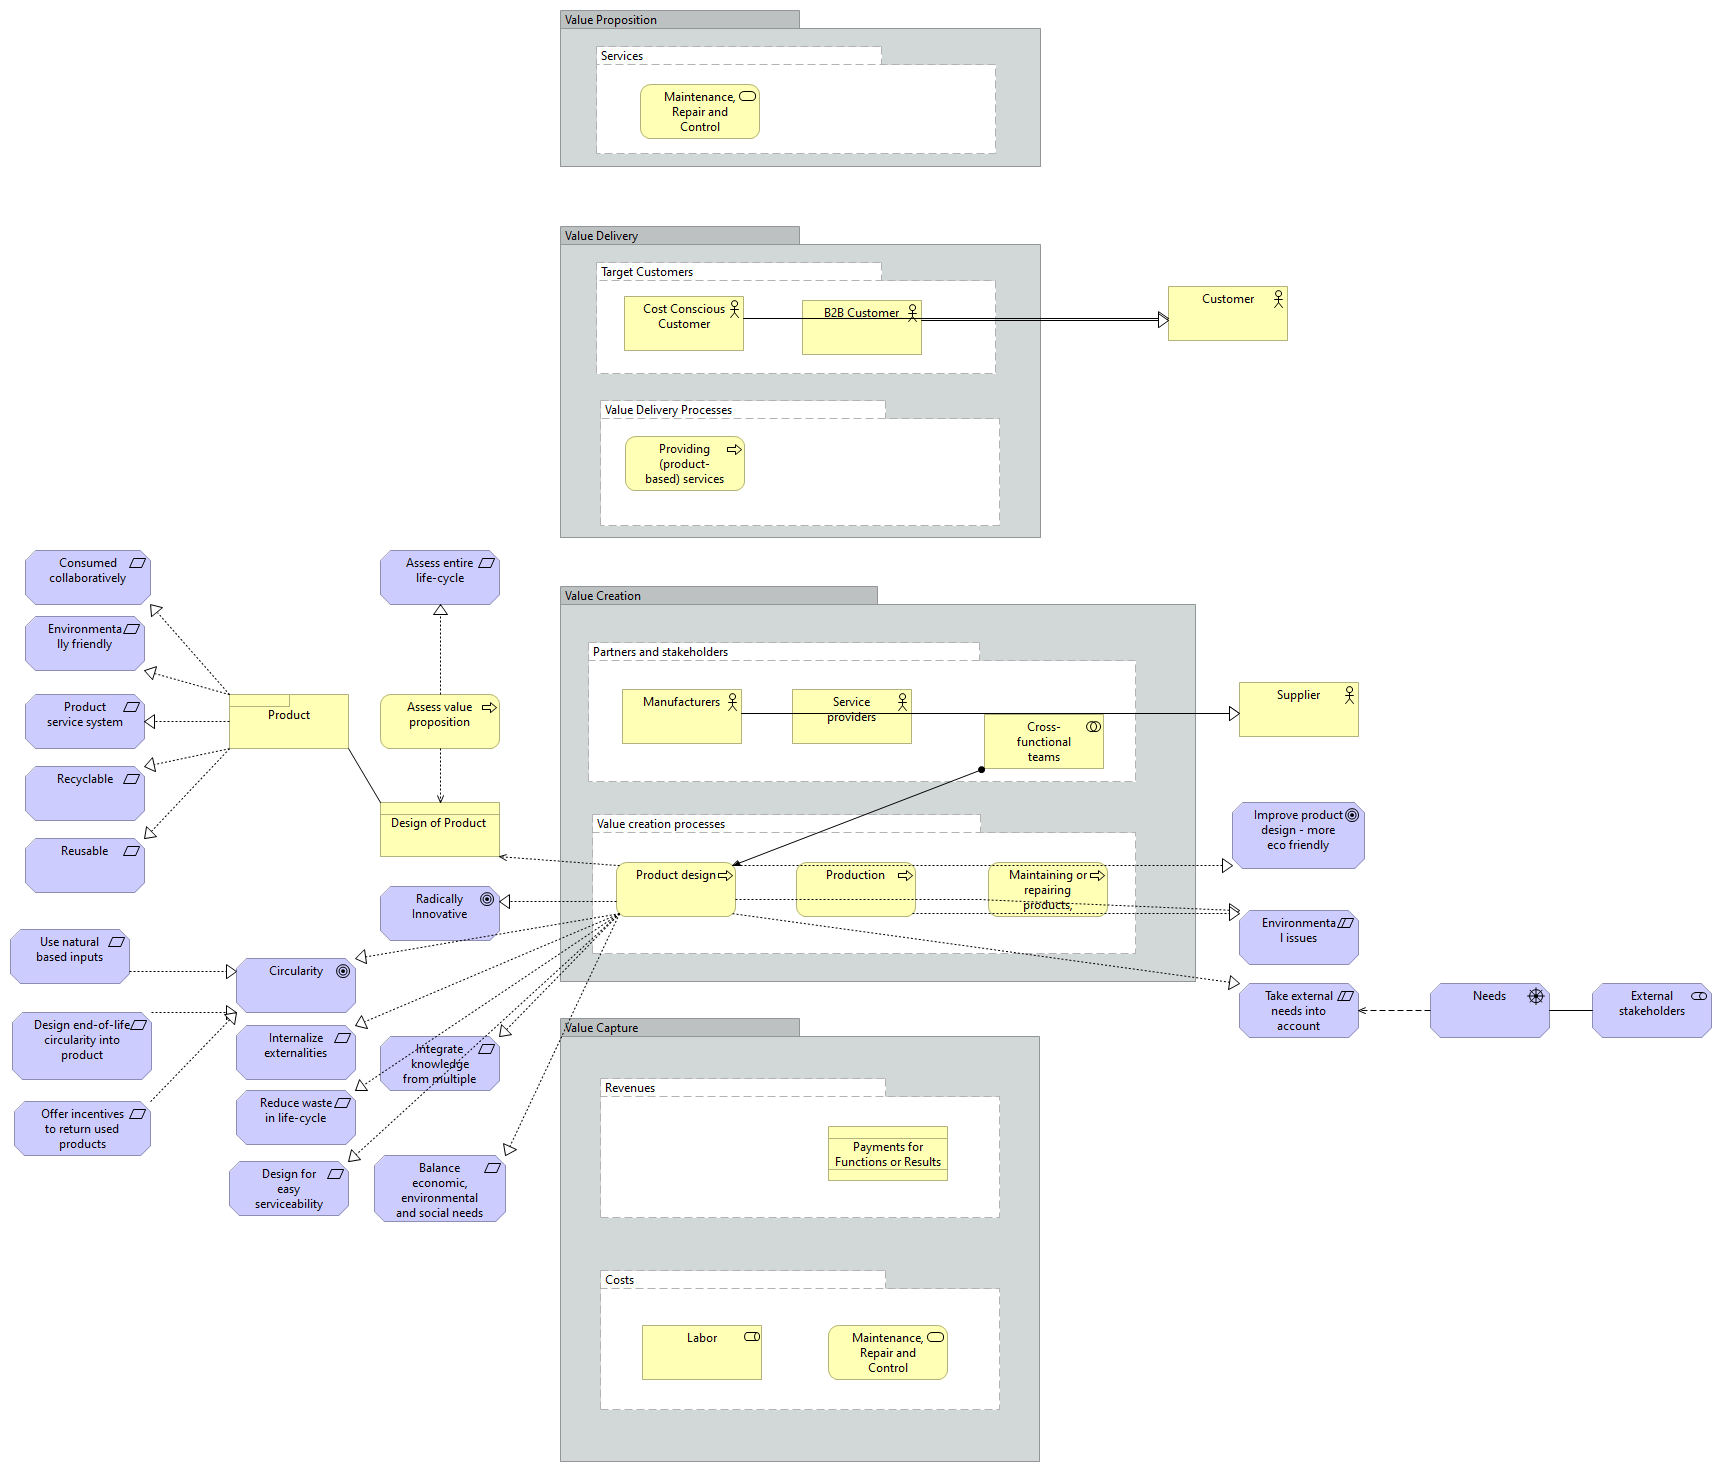 Value Proposition
Services
Maintenance,
Repair and
Control
Value Delivery
Target Customers
Cost Conscious
Customer
B2B Customer
Customer
Value Delivery Processes
Providing
(product-
based) services
Consumed
collaboratively
Environmenta
lly friendly
Product
service system
Recyclable
Reusable
Product
Assess entire
life-cycle
Assess value
proposition
Design of Product
Value Creation
Partners and stakeholders
Manufacturers
Service
providers
Cross-
functional
teams
Supplier
Value creation processes
Product design
Production
Maintaining or
repairing
products,
Improve product
design - more
eco friendly
Environmenta
l issues
Take external
needs into
account
Needs
External
stakeholders
Radically
Innovative
Use natural
based inputs
Circularity
Design end-of-life
circularity into
product
Internalize
externalities
Integrate
knowledge
from multiple
Offer incentives
to return used
products
Reduce waste
in life-cycle
Design for
easy
serviceability
Balance
economic,
environmental
and social needs
Value Capture
Revenues
Payments for
Functions or Results
Costs
Labor
Maintenance,
Repair and
Control